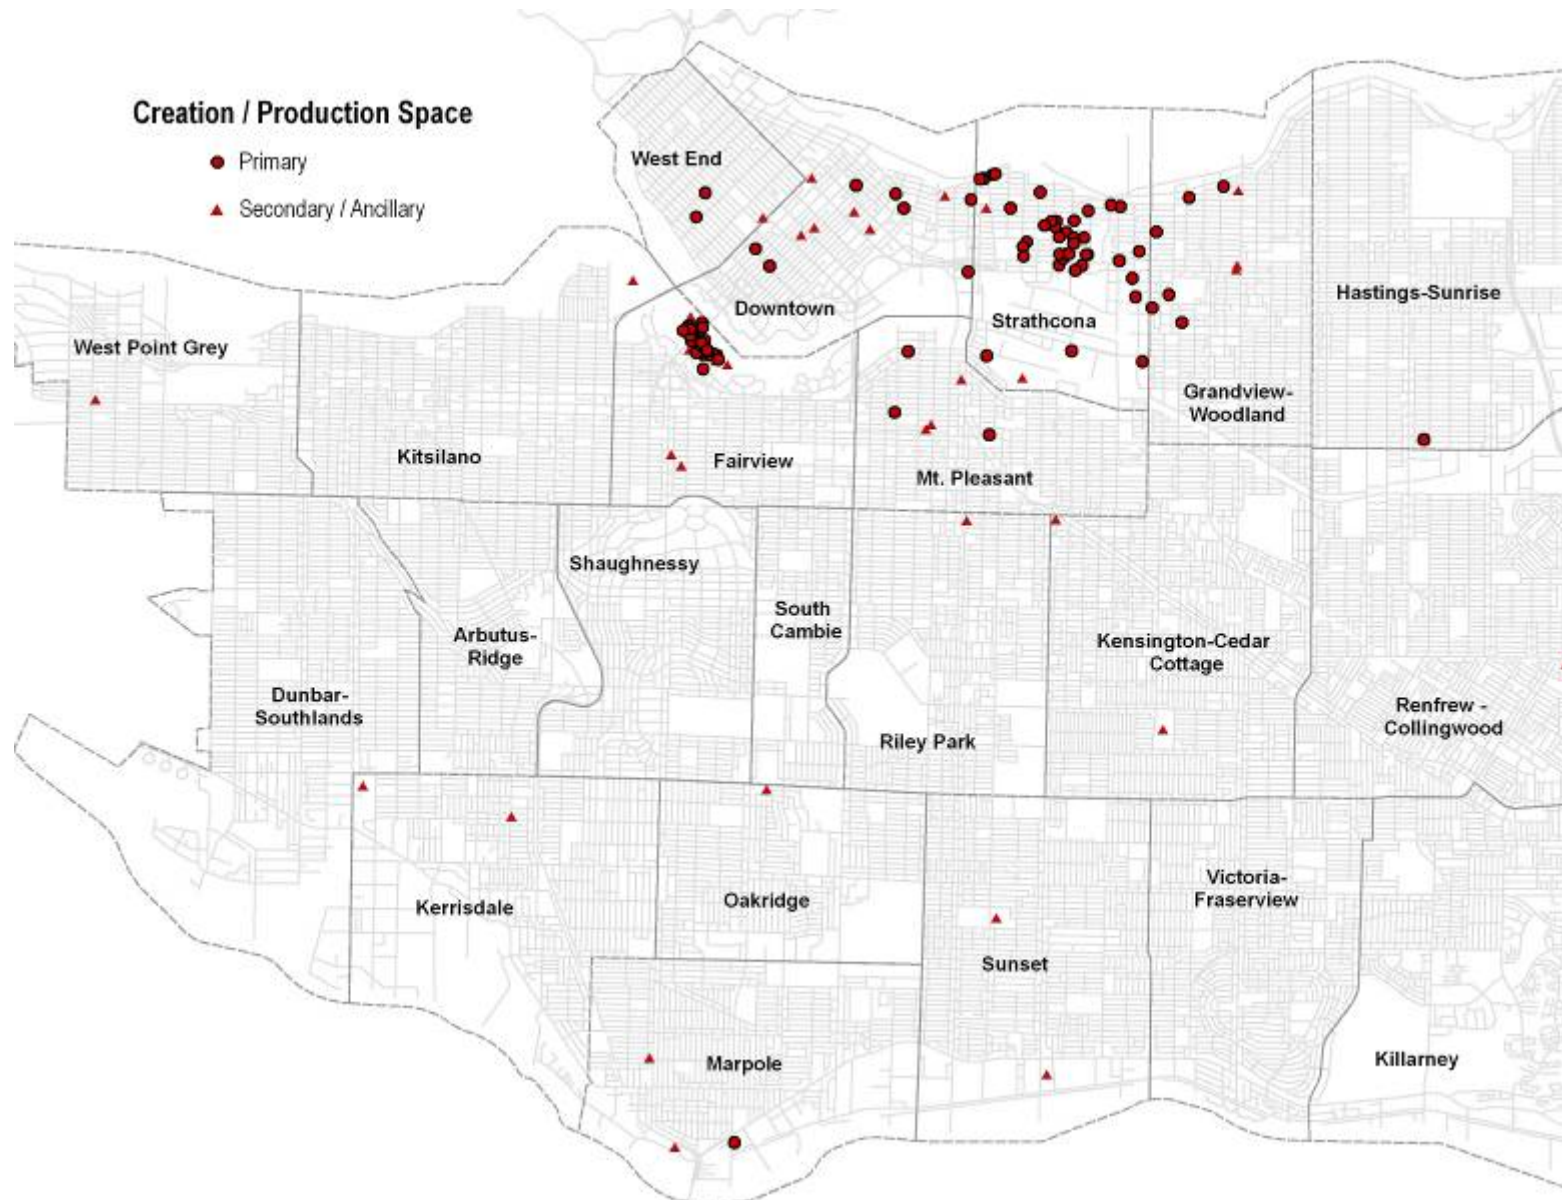 Creation / Production Space
Primary
Secondary / Ancillary
West End
Downtown
Strathcona
Hastings-Sunrise
West Point Grey
Grandview-
Woodland
Kitsilano
Fairview
Mt. Pleasant
Shaughnessy
South
Cambie
Arbutus-
Ridge
Kensington-Cedar
Cottage
Dunbar-
Southlands
Riley Park
Renfrew -
Collingwood
Kerrisdale
Oakridge
Victoria-
Fraserview
Sunset
Marpole
Killarney